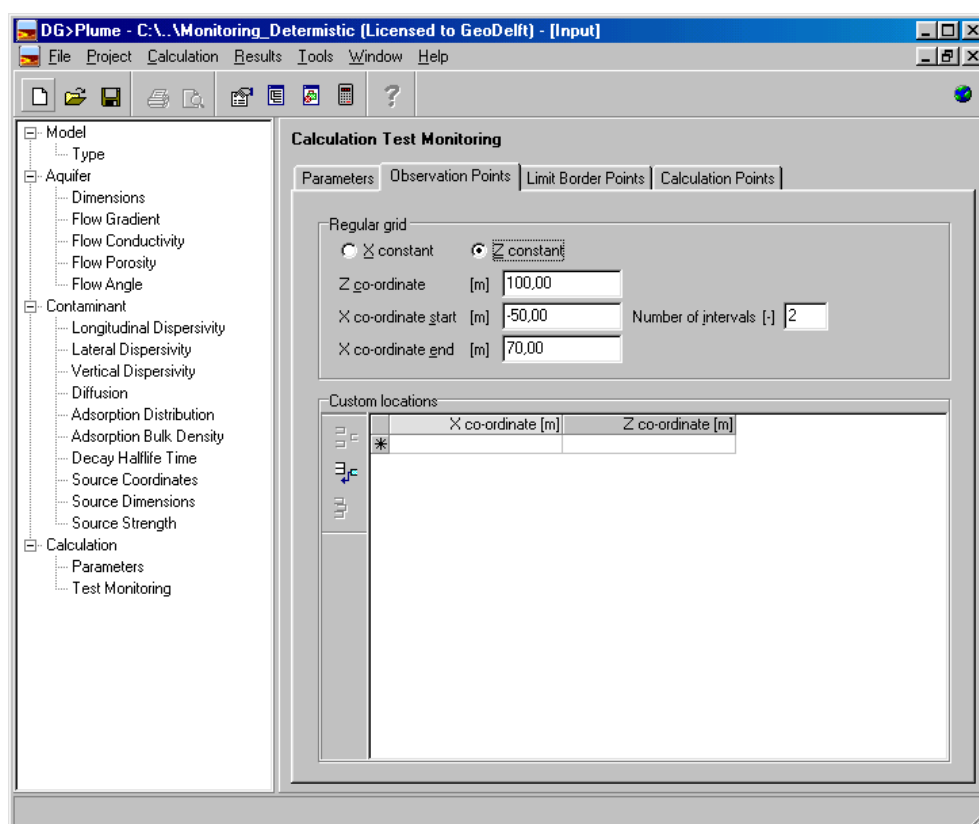 DG>Plume - C:\..\Monitoring_Determistic (Licensed to GeoDelft) - [Input]
File Project Calculation Results Tools Window Help
Model
Type
Aquifer
Dimensions
Flow Gradient
Flow Conductivity
Flow Porosity
Flow Angle
Contaminant
Longitudinal Dispersivity
Lateral Dispersivity
Vertical Dispersivity
Diffusion
Adsorption Distribution
Adsorption Bulk Density
Decay Halflife Time
Source Coordinates
Source Dimensions
Source Strength
Calculation
Parameters
Test Monitoring
Calculation Test Monitoring
Parameters Observation Points Limit Border Points Calculation Points
Regular grid
X constant Z constant
Z co-ordinate [m] 100,00
X co-ordinate start [m] -50,00 Number of intervals [-] 2
X co-ordinate end [m] 70,00
Custom locations
X co-ordinate [m] Z co-ordinate [m]